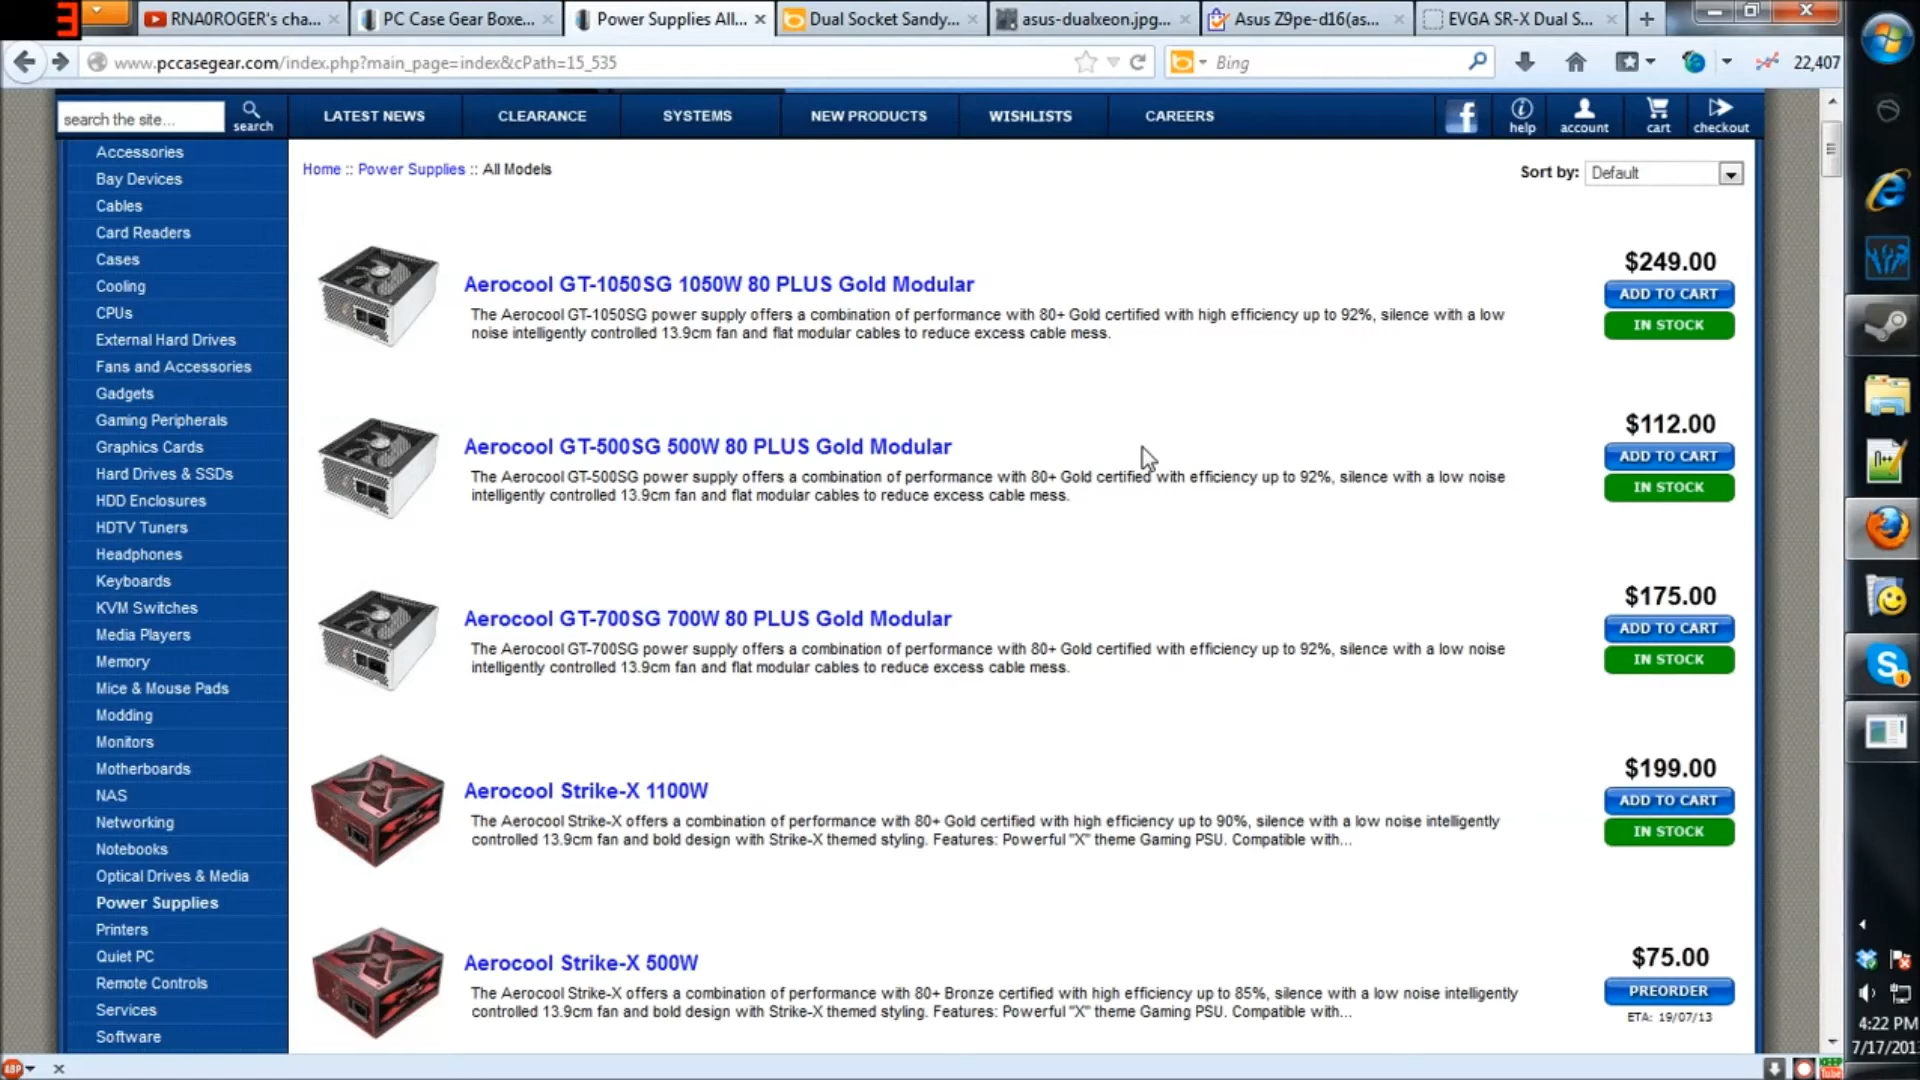 3
RNA0ROGER's cha...
PC Case Gear Boxe...
Power Supplies All...
Dual Socket Sandy...
asus-dualxeon.jpg...
Asus Z9pe-d16(as...
EVGA SR-X Dual S...
www.pccasegear.com/index.php?main_page=index&cPath=15_535
Bing
22,407
search the site...
search
LATEST NEWS
CLEARANCE
SYSTEMS
NEW PRODUCTS
WISHLISTS
CAREERS
help
account
cart
checkout
Accessories
Bay Devices
Cables
Card Readers
Cases
Cooling
CPUs
External Hard Drives
Fans and Accessories
Gadgets
Gaming Peripherals
Graphics Cards
Hard Drives & SSDs
HDD Enclosures
HDTV Tuners
Headphones
Keyboards
KVM Switches
Media Players
Memory
Mice & Mouse Pads
Modding
Monitors
Motherboards
NAS
Networking
Notebooks
Optical Drives & Media
Power Supplies
Printers
Quiet PC
Remote Controls
Services
Software
Home :: Power Supplies :: All Models
Sort by: Default
Aerocool GT-1050SG 1050W 80 PLUS Gold Modular
The Aerocool GT-1050SG power supply offers a combination of performance with 80+ Gold certified with high efficiency up to 92%, silence with a low
noise intelligently controlled 13.9cm fan and flat modular cables to reduce excess cable mess.
$249.00
ADD TO CART
IN STOCK
Aerocool GT-500SG 500W 80 PLUS Gold Modular
The Aerocool GT-500SG power supply offers a combination of performance with 80+ Gold certified with efficiency up to 92%, silence with a low noise
intelligently controlled 13.9cm fan and flat modular cables to reduce excess cable mess.
$112.00
ADD TO CART
IN STOCK
Aerocool GT-700SG 700W 80 PLUS Gold Modular
The Aerocool GT-700SG power supply offers a combination of performance with 80+ Gold certified with efficiency up to 92%, silence with a low noise
intelligently controlled 13.9cm fan and flat modular cables to reduce excess cable mess.
$175.00
ADD TO CART
IN STOCK
Aerocool Strike-X 1100W
The Aerocool Strike-X offers a combination of performance with 80+ Gold certified with high efficiency up to 90%, silence with a low noise intelligently
controlled 13.9cm fan and bold design with Strike-X themed styling. Features: Powerful "X" theme Gaming PSU. Compatible with...
$199.00
ADD TO CART
IN STOCK
Aerocool Strike-X 500W
The Aerocool Strike-X offers a combination of performance with 80+ Bronze certified with high efficiency up to 85%, silence with a low noise intelligently
controlled 13.9cm fan and bold design with Strike-X themed styling. Features: Powerful "X" theme Gaming PSU. Compatible with...
$75.00
PREORDER
ETA: 19/07/13
4:22 PM
7/17/201
ABP